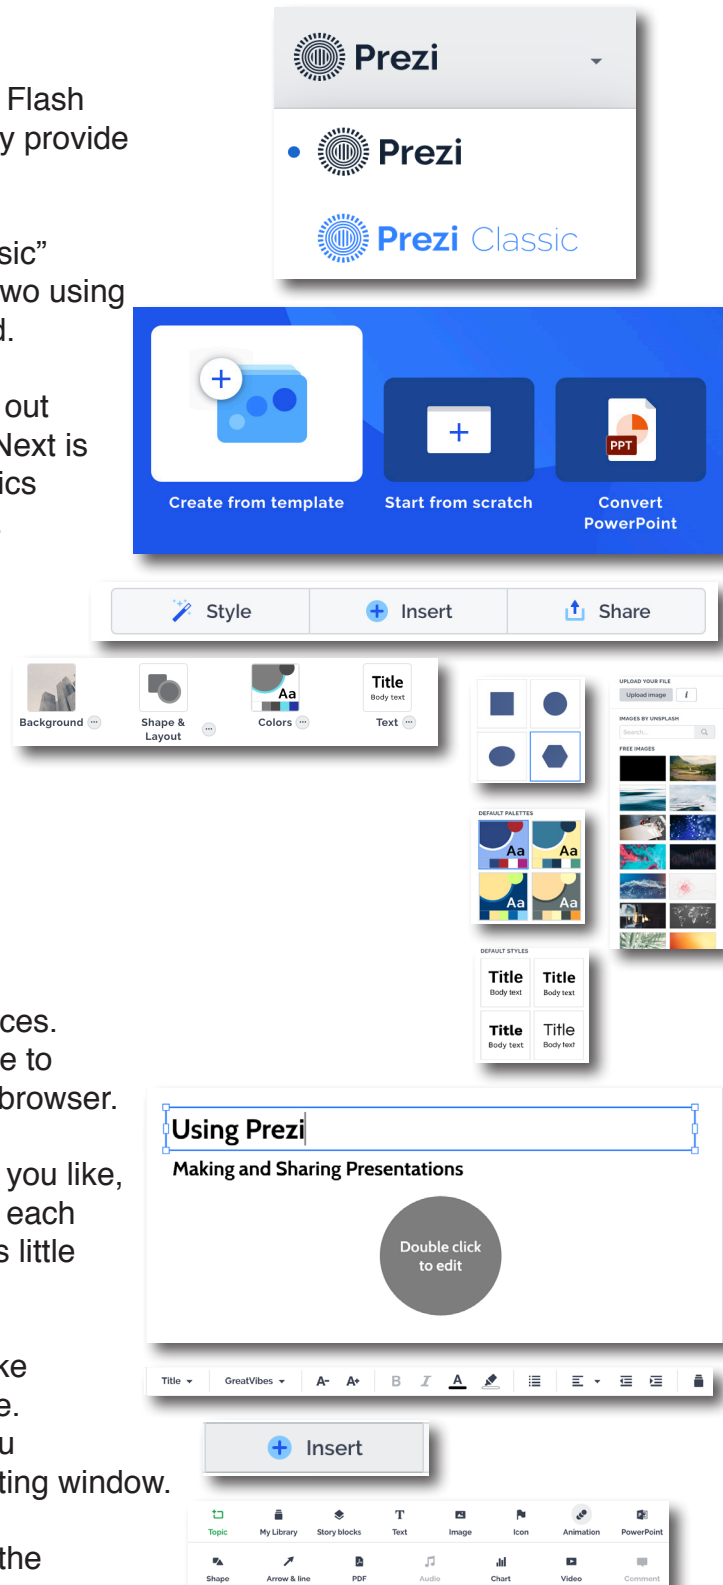 Prezi
Flash
y provide
Prezi
Prezi Classic
sic”
wo using
d.
out
Next is
ics
PPT
Create from template
Start from scratch
Convert
PowerPoint
Style
Insert
Share
Background
Shape &
Layout
Aa
Colors
Title
Body text
Text
UPLOAD YOUR FILE
Upload image
i
IMAGES BY UNSPLASH
Search...
FREE IMAGES
DEFAULT PALETTES
Aa
Aa
Aa
Aa
DEFAULT STYLES
Title
Body text
Title
Body text
Title
Body text
Title
Body text
ces.
e to
browser.
you like,
each
s little
Using Prezi
Making and Sharing Presentations
Double click
to edit
ke
e.
u
ting window.
the
Title
GreatVibes
A- A+
B I A
Insert
Topic My Library Story blocks Text Image Icon Animation PowerPoint
Shape Arrow & line PDF Audio Chart Video Comment